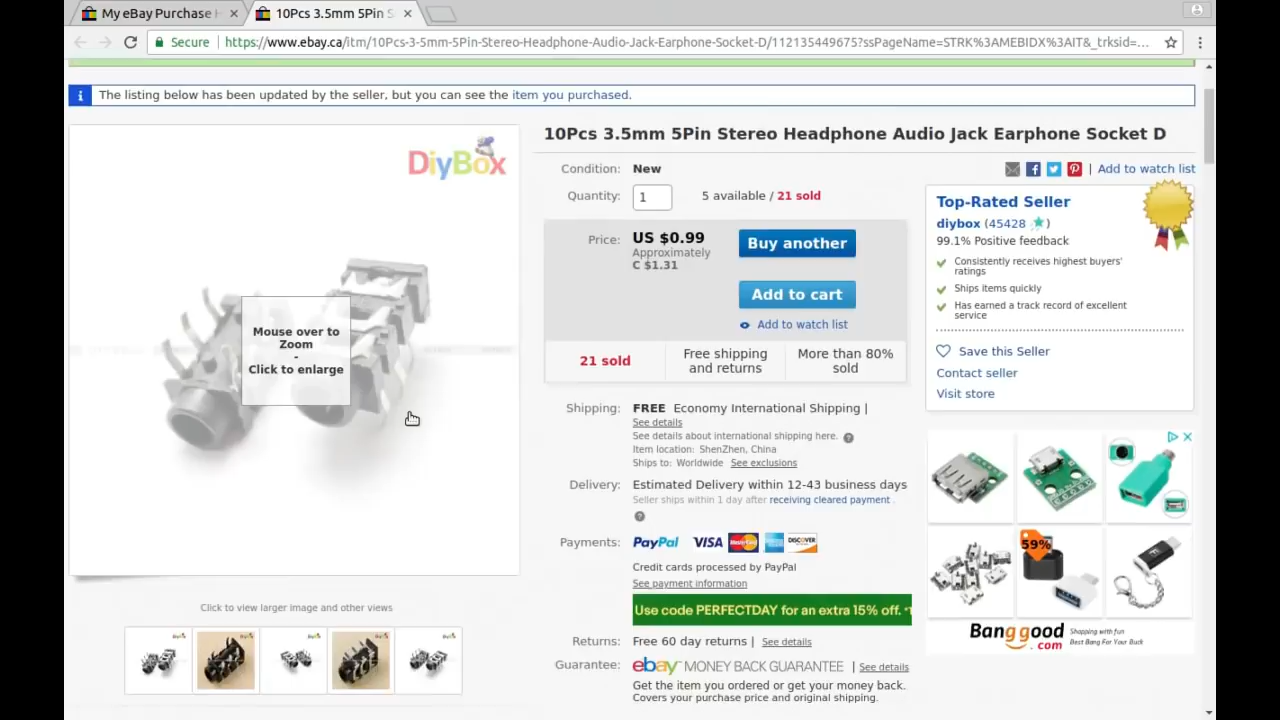 My eBay Purchase H
10Pcs 3.5mm 5Pin S
Secure
https://www.ebay.ca/itm/10Pcs-3-5mm-5Pin-Stereo-Headphone-Audio-Jack-Earphone-Socket-D/112135449675?ssPageName=STRK%3AMEBIDX%3AIT&_trksid=...
The listing below has been updated by the seller, but you can see the item you purchased.
DiyBox
Mouse over to
Zoom
-
Click to enlarge
Click to view larger image and other views
10Pcs 3.5mm 5Pin Stereo Headphone Audio Jack Earphone Socket D
Condition: New
| Add to watch list
Quantity: 1 5 available / 21 sold
Price: US $0.99
Approximately
C $1.31
Buy another
Add to cart
Add to watch list
21 sold
Free shipping
and returns
More than 80%
sold
Shipping: FREE Economy International Shipping |
See details
See details about international shipping here.
Item location: ShenZhen, China
Ships to: Worldwide See exclusions
Delivery: Estimated Delivery within 12-43 business days
Seller ships within 1 day after receiving cleared payment .
Payments: PayPal VISA MasterCard DISCOVER
Credit cards processed by PayPal
See payment information
Use code PERFECTDAY for an extra 15% off.
Returns: Free 60 day returns | See details
Guarantee: ebay MONEY BACK GUARANTEE | See details
Get the item you ordered or get your money back.
Covers your purchase price and original shipping.
Top-Rated Seller
diybox (45428 )
99.1% Positive feedback
Consistently receives highest buyers'
ratings
Ships items quickly
Has earned a track record of excellent
service
Save this Seller
Contact seller
Visit store
59%
Banggood
.com
Shopping with fun
Best Bang For Your Buck